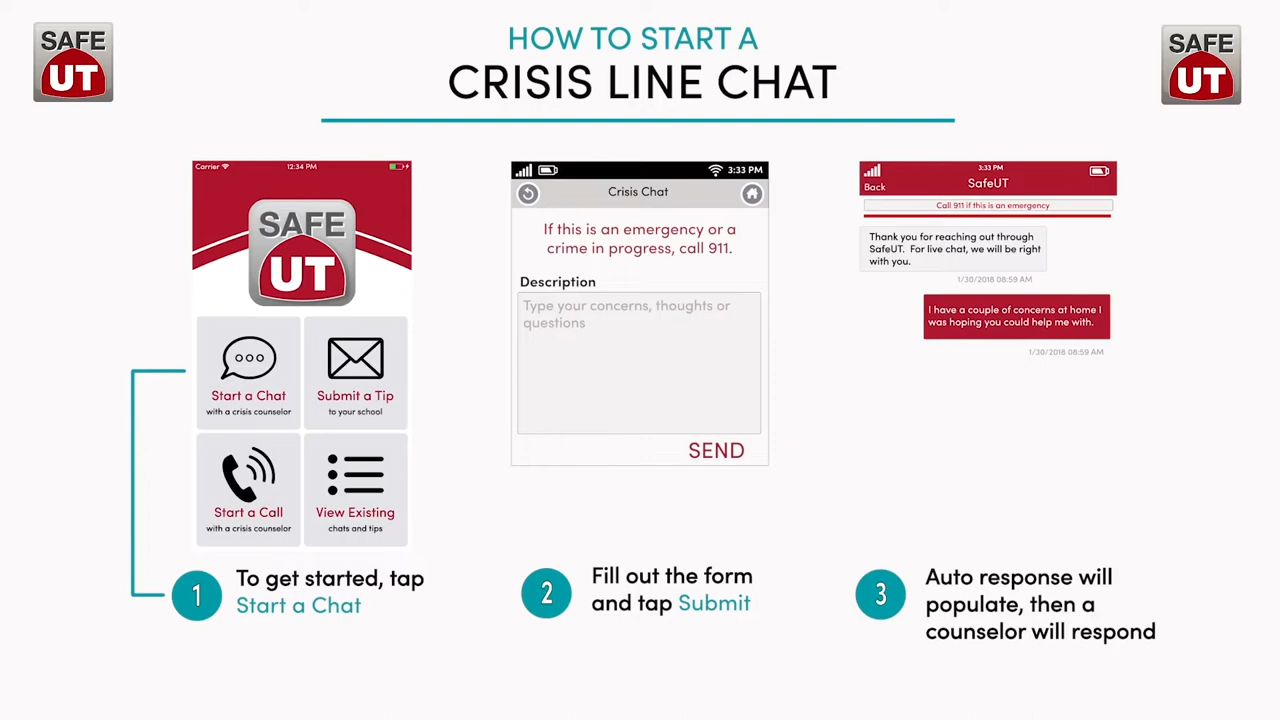 SAFE
UT
HOW TO START A
CRISIS LINE CHAT
SAFE
UT
Carrier 12:34 PM
SAFE
UT
Start a Chat
with a crisis counselor
Submit a Tip
to your school
Start a Call
with a crisis counselor
View Existing
chats and tips
1
To get started, tap
Start a Chat
3:33 PM
Crisis Chat
If this is an emergency or a
crime in progress, call 911.
Description
Type your concerns, thoughts or
questions
SEND
2
Fill out the form
and tap Submit
3:33 PM
Back
SafeUT
Call 911 if this is an emergency
Thank you for reaching out through
SafeUT. For live chat, we will be right
with you.
1/30/2018 08:59 AM
I have a couple of concerns at home I
was hoping you could help me with.
1/30/2018 08:59 AM
3
Auto response will
populate, then a
counselor will respond